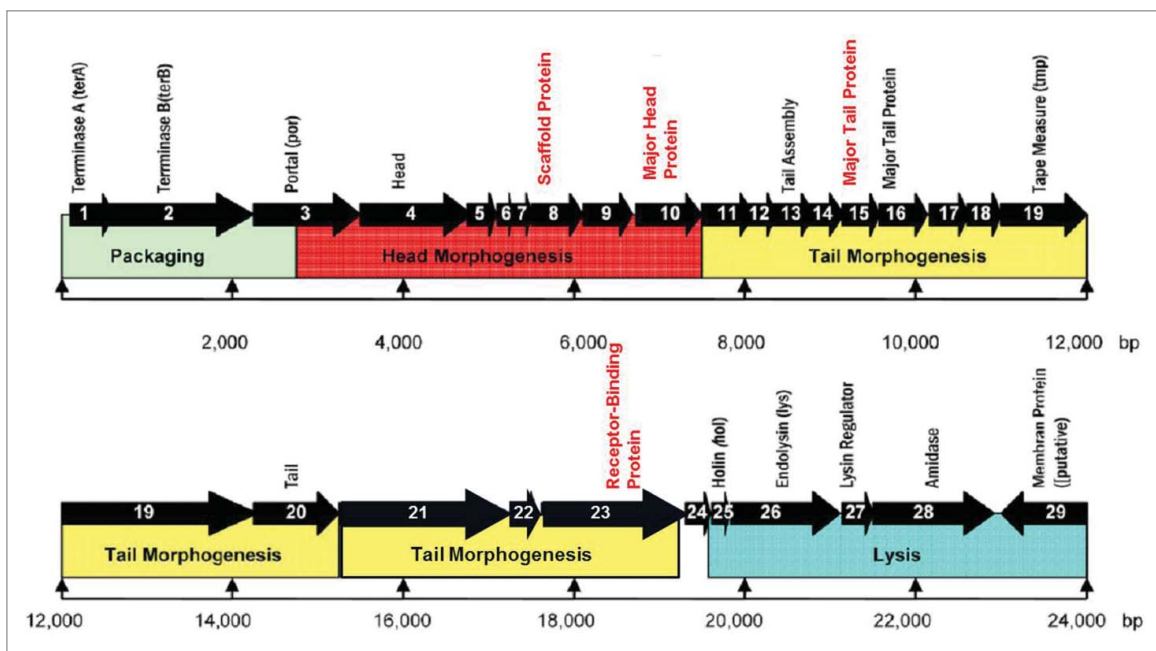 Terminase A (terA)
Terminase B(terB)
Portal (por)
Head
Scaffold Protein
Major Head
Protein
Tail Assembly
Major Tail Protein
Major Tail Protein
Tape Measure (tmp)
1 2 3 4 5 6 7 8 9 10 11 12 13 14 15 16 17 18 19
Packaging Head Morphogenesis Tail Morphogenesis
2,000 4,000 6,000 8,000 10,000 12,000 bp
Tail
Receptor-Binding
Protein
Holin (hol)
Endolysin (lys)
Lysin Regulator
Amidase
Membran Protein
((putative)
19 20 21 22 23 24 25 26 27 28 29
Tail Morphogenesis Tail Morphogenesis Lysis
12,000 14,000 16,000 18,000 20,000 22,000 24,000 bp